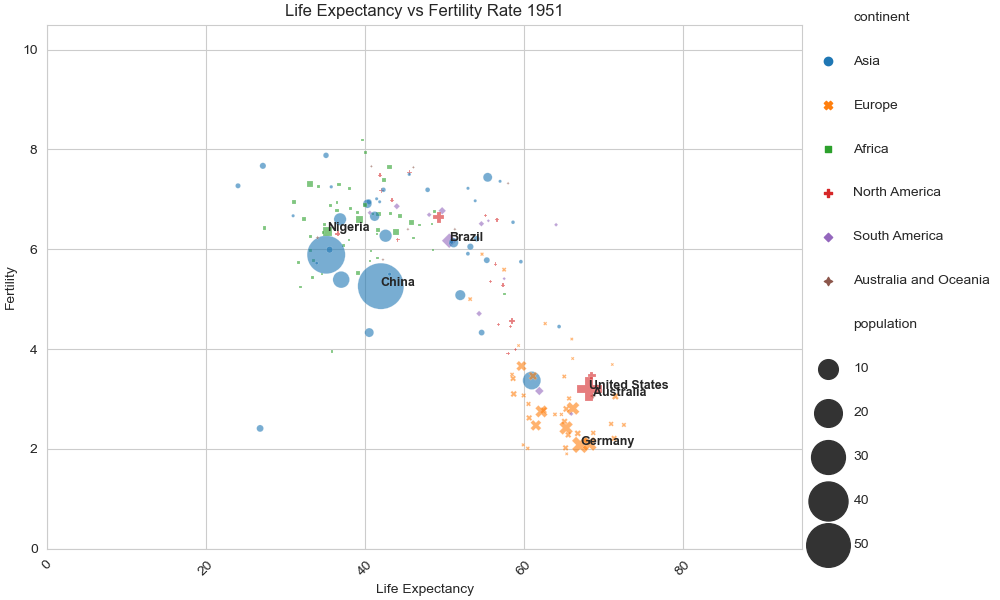 Life Expectancy vs Fertility Rate 1951
continent
10
Asia
Europe
8
Africa
North America
Nigeria
6
Brazil
South America
Fertility
China
Australia and Oceania
population
4
10
United States
Australia
20
Germany
2
30
40
0
50
0
20
40
60
80
Life Expectancy